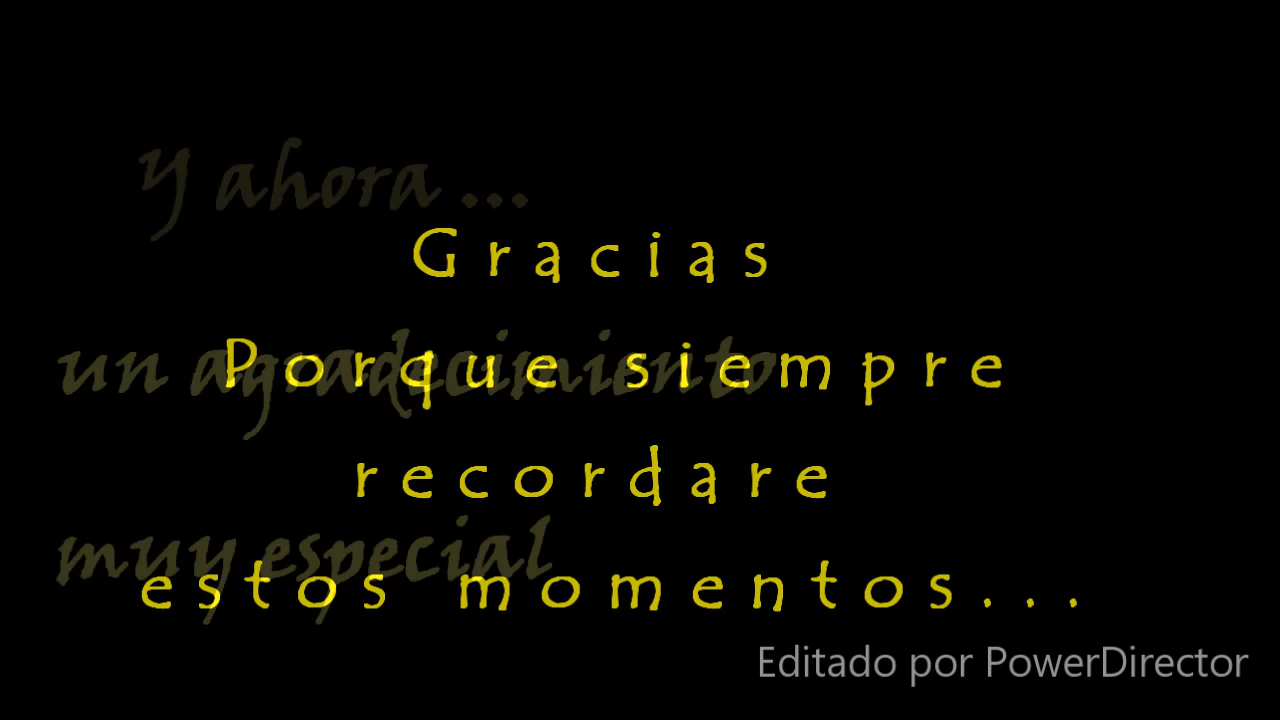 Y ahora ...
Gracias
un agradecimiento
Porque siempre
recordare
muy especial
estos momentos...
Editado por PowerDirector